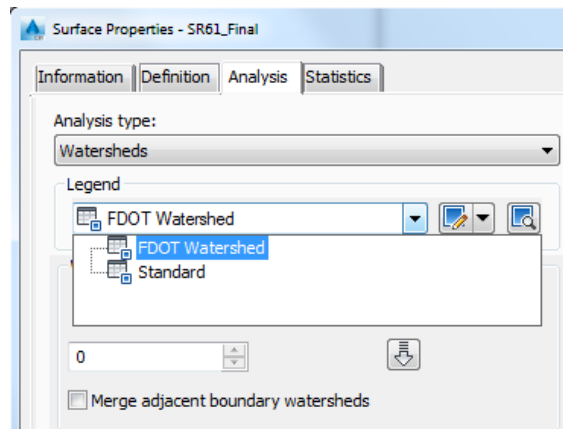 Surface Properties - SR61_Final
Information Definition Analysis Statistics
Analysis type:
Watersheds
Legend
FDOT Watershed
FDOT Watershed
Standard
0
Merge adjacent boundary watersheds